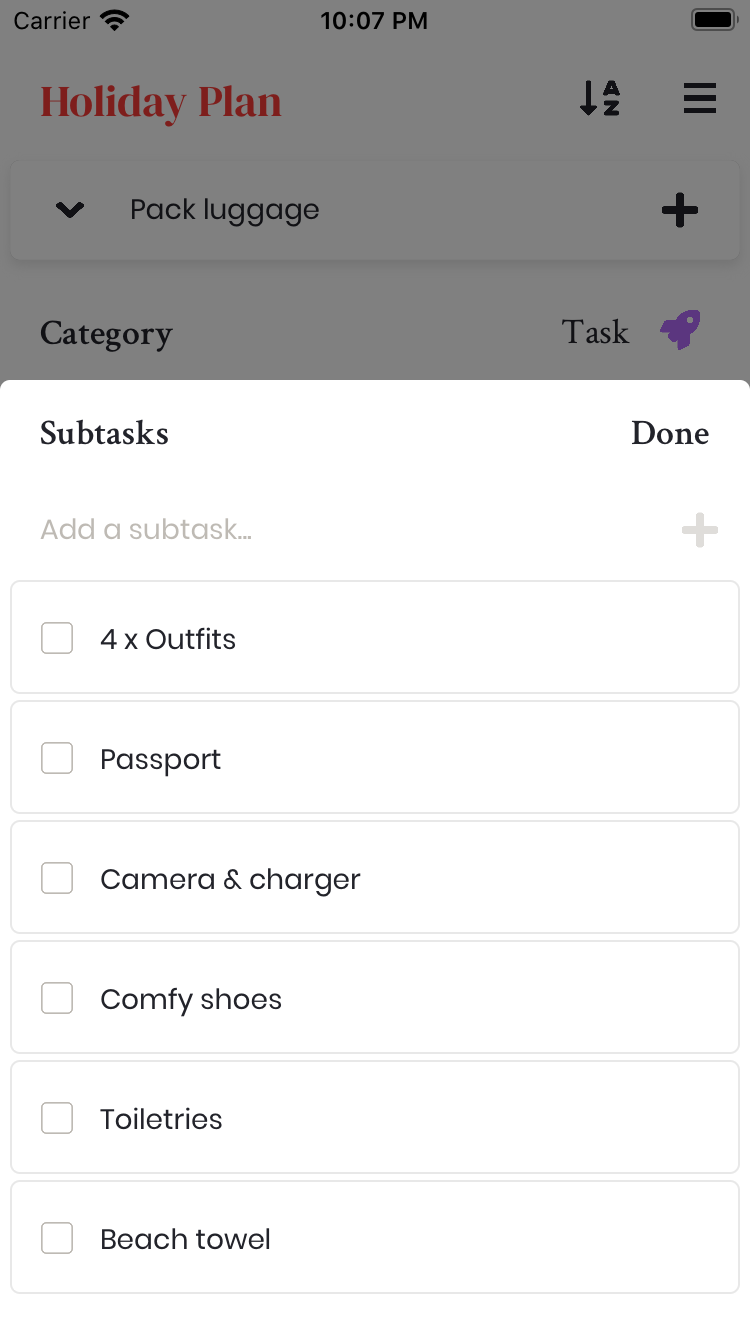 Carrier 10:07 PM
Holiday Plan
Pack luggage
Category Task
Subtasks Done
Add a subtask...
4 x Outfits
Passport
Camera & charger
Comfy shoes
Toiletries
Beach towel